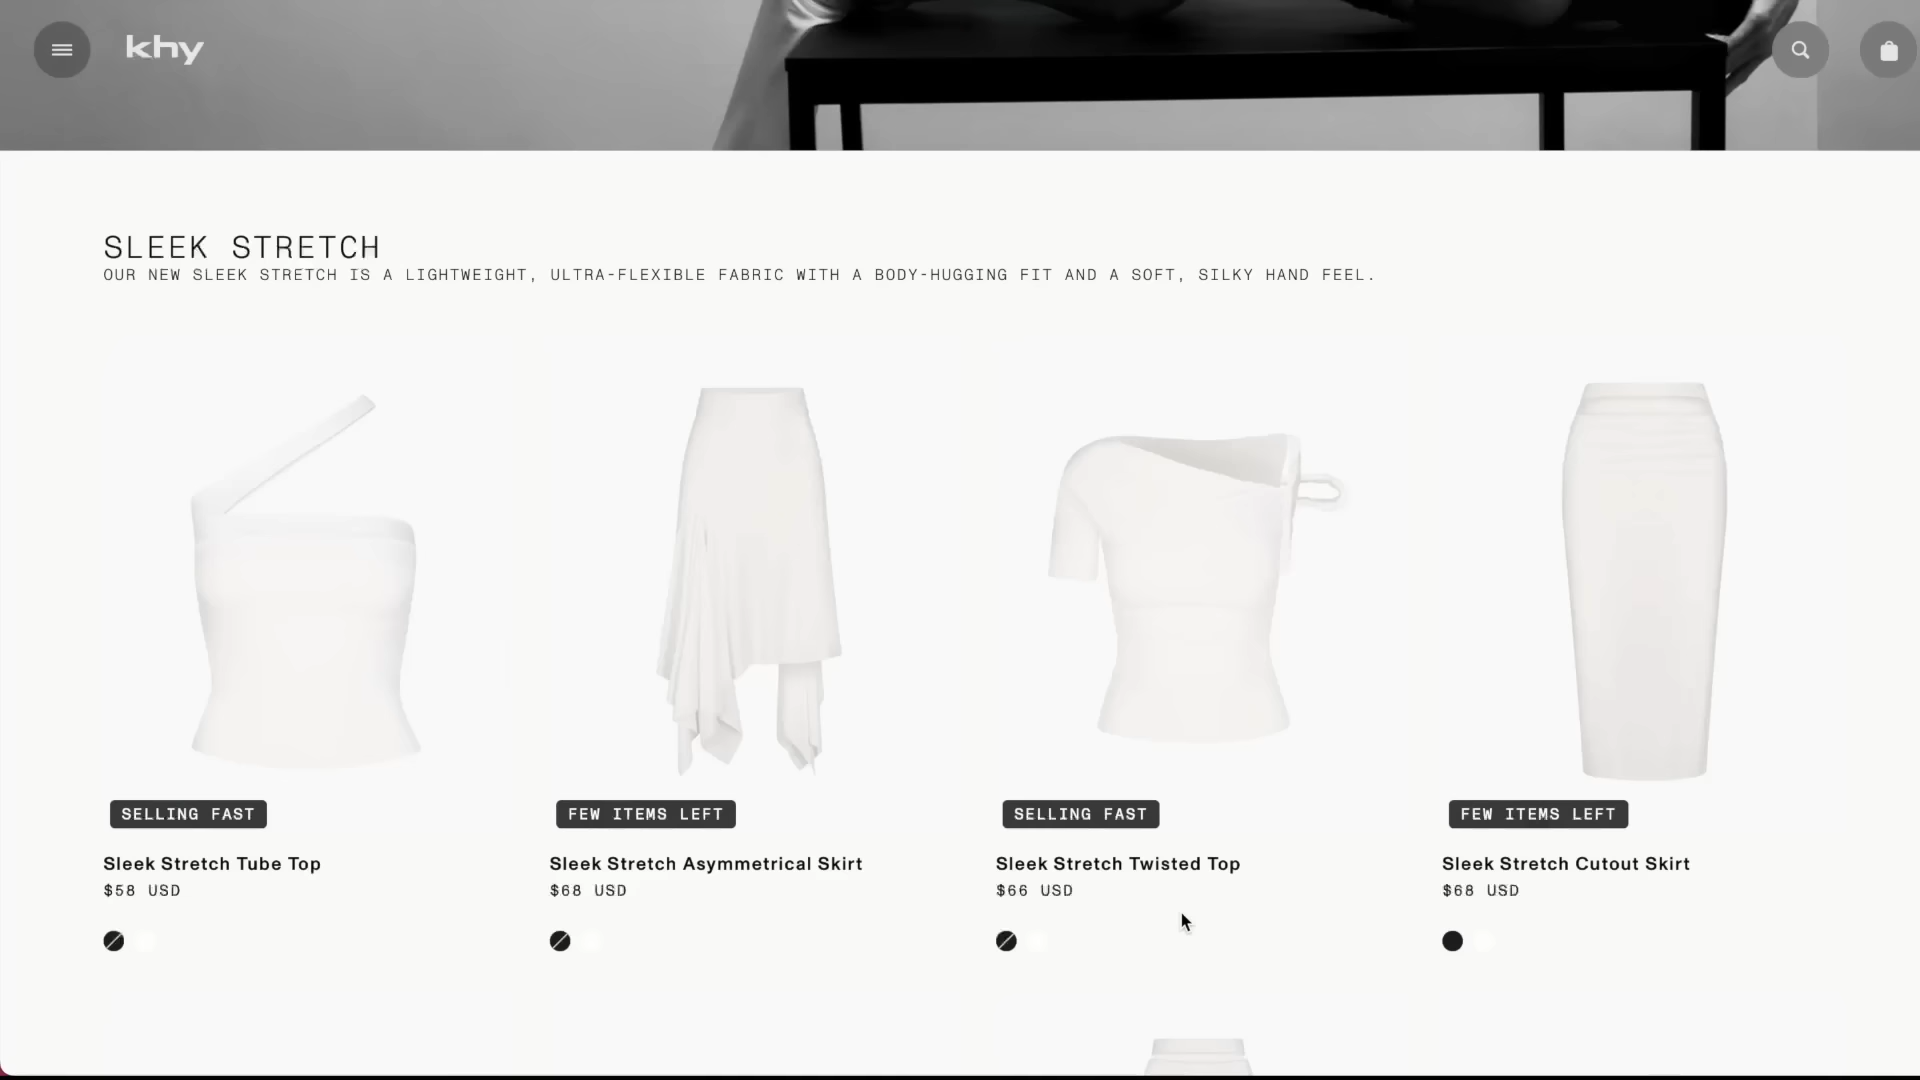 khy
SLEEK STRETCH
OUR NEW SLEEK STRETCH IS A LIGHTWEIGHT, ULTRA-FLEXIBLE FABRIC WITH A BODY-HUGGING FIT AND A SOFT, SILKY HAND FEEL.
SELLING FAST
Sleek Stretch Tube Top
$58 USD
FEW ITEMS LEFT
Sleek Stretch Asymmetrical Skirt
$68 USD
SELLING FAST
Sleek Stretch Twisted Top
$66 USD
FEW ITEMS LEFT
Sleek Stretch Cutout Skirt
$68 USD